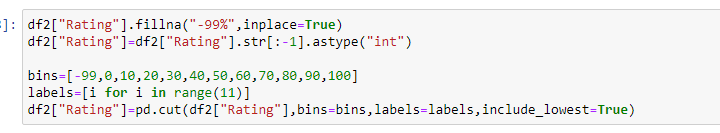 ]:
df2["Rating"].fillna("-99%",inplace=True)
df2["Rating"]=df2["Rating"].str[:-1].astype("int")
bins=[-99,0,10,20,30,40,50,60,70,80,90,100]
labels=[i for i in range(11)]
df2["Rating"]=pd.cut(df2["Rating"],bins=bins,labels=labels,include_lowest=True)